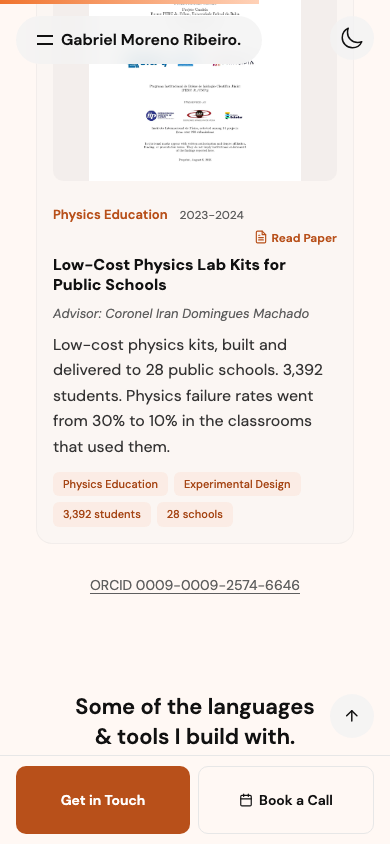 Gabriel Moreno Ribeiro.
Physics Education 2023-2024
Read Paper
Low-Cost Physics Lab Kits for
Public Schools
Advisor: Coronel Iran Domingues Machado
Low-cost physics kits, built and
delivered to 28 public schools. 3,392
students. Physics failure rates went
from 30% to 10% in the classrooms
that used them.
Physics Education Experimental Design
3,392 students 28 schools
ORCID 0009-0009-2574-6646
Some of the languages
& tools I build with.
Get in Touch Book a Call